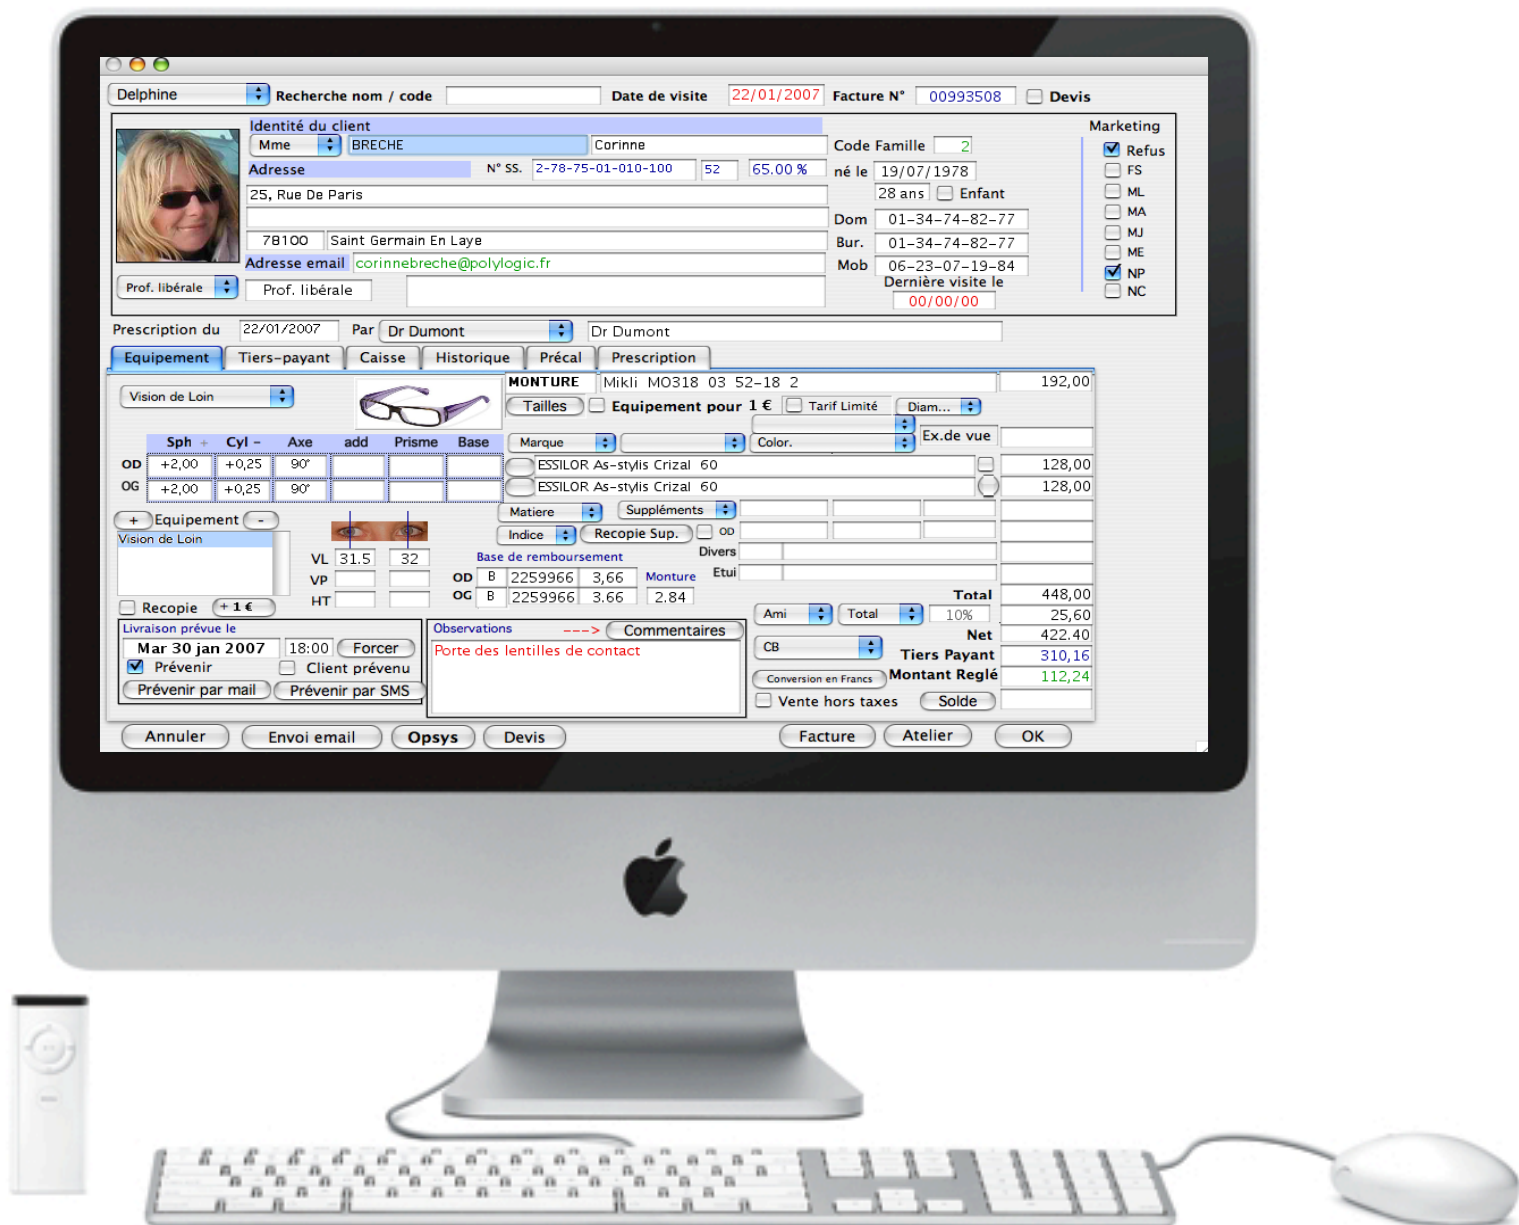 Delphine Recherche nom / code Date de visite 22/01/2007 Facture N° 00993508 Devis
Identité du client Marketing
Mme BRECHE Corinne Code Famille 2 Refus
Adresse N° SS. 2-78-75-01-010-100 52 65.00 % né le 19/07/1978 FS
25, Rue De Paris 28 ans Enfant ML
Dom 01-34-74-82-77 MA
78100 Saint Germain En Laye Bur. 01-34-74-82-77 MJ
ME
Adresse email corinnebreche@polylogic.fr Mob 06-23-07-19-84 NP
Prof. libérale Prof. libérale Dernière visite le NC
00/00/00
Prescription du 22/01/2007 Par Dr Dumont Dr Dumont
Equipement Tiers-payant Caisse Historique Précal Prescription
MONTURE Mikli MO318 03 52-18 2 192,00
Vision de Loin Tailles Equipement pour 1 € Tarif Limité Diam...
Sph + Cyl - Axe add Prisme Base Marque Color. Ex.de vue
OD +2,00 +0,25 90° ESSILOR As-stylis Crizal 60 128,00
OG +2,00 +0,25 90° ESSILOR As-stylis Crizal 60 128,00
+ Equipement - Matiere Suppléments
Vision de Loin Indice Recopie Sup. OD
VL 31.5 32 Base de remboursement Divers
VP OD B 2259966 3,66 Monture Etui
HT OG B 2259966 3.66 2.84 Total 448,00
Recopie + 1 € Ami Total 10% 25,60
Livraison prévue le Observations ---> Commentaires Net 422.40
Mar 30 jan 2007 18:00 Forcer Porte des lentilles de contact CB Tiers Payant 310,16
Prévenir Client prévenu Conversion en Francs Montant Reglé 112,24
Prévenir par mail Prévenir par SMS Vente hors taxes Solde
Annuler Envoi email Opsys Devis Facture Atelier OK